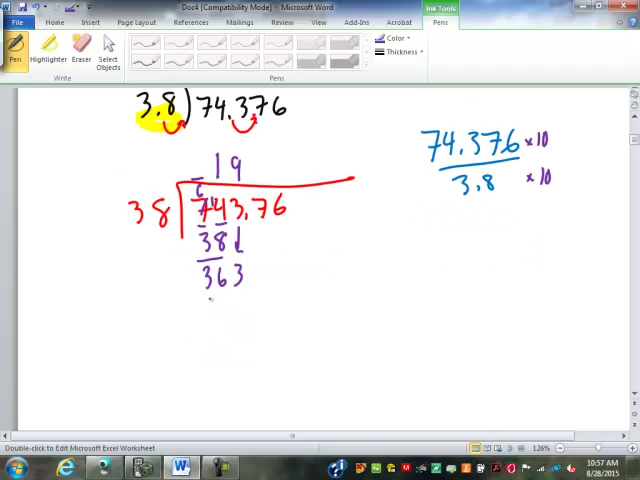 Doc4 [Compatibility Mode] - Microsoft Word
Ink Tools
File Home Insert Page Layout References Mailings Review View Add-Ins Acrobat Pens
Pen Highlighter Eraser Select Objects
Color
Thickness
Write Pens
3.8)74.376
74.376 ×10
3.8 ×10
19
38 743.76
38
363
Double-click to Edit Microsoft Excel Worksheet
126%
10:57 AM
8/28/2015